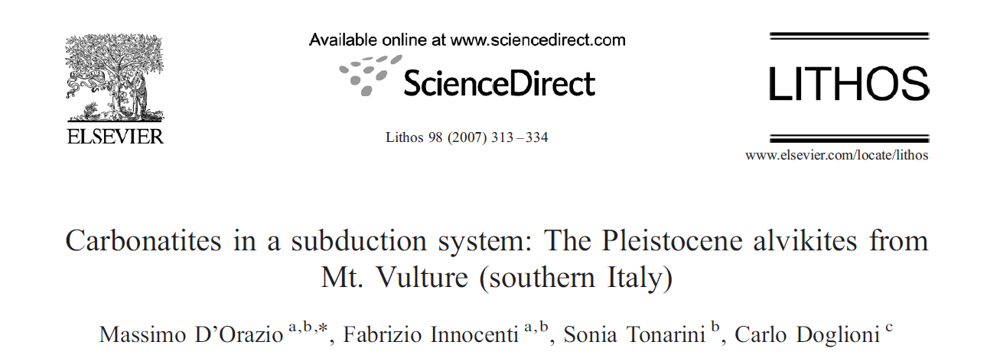 Available online at www.sciencedirect.com
ScienceDirect
ELSEVIER
LITHOS
Lithos 98 (2007) 313–334
www.elsevier.com/locate/lithos
Carbonatites in a subduction system: The Pleistocene alvikites from
Mt. Vulture (southern Italy)
Massimo D'Orazio a,b,*, Fabrizio Innocenti a,b, Sonia Tonarini b, Carlo Doglioni c